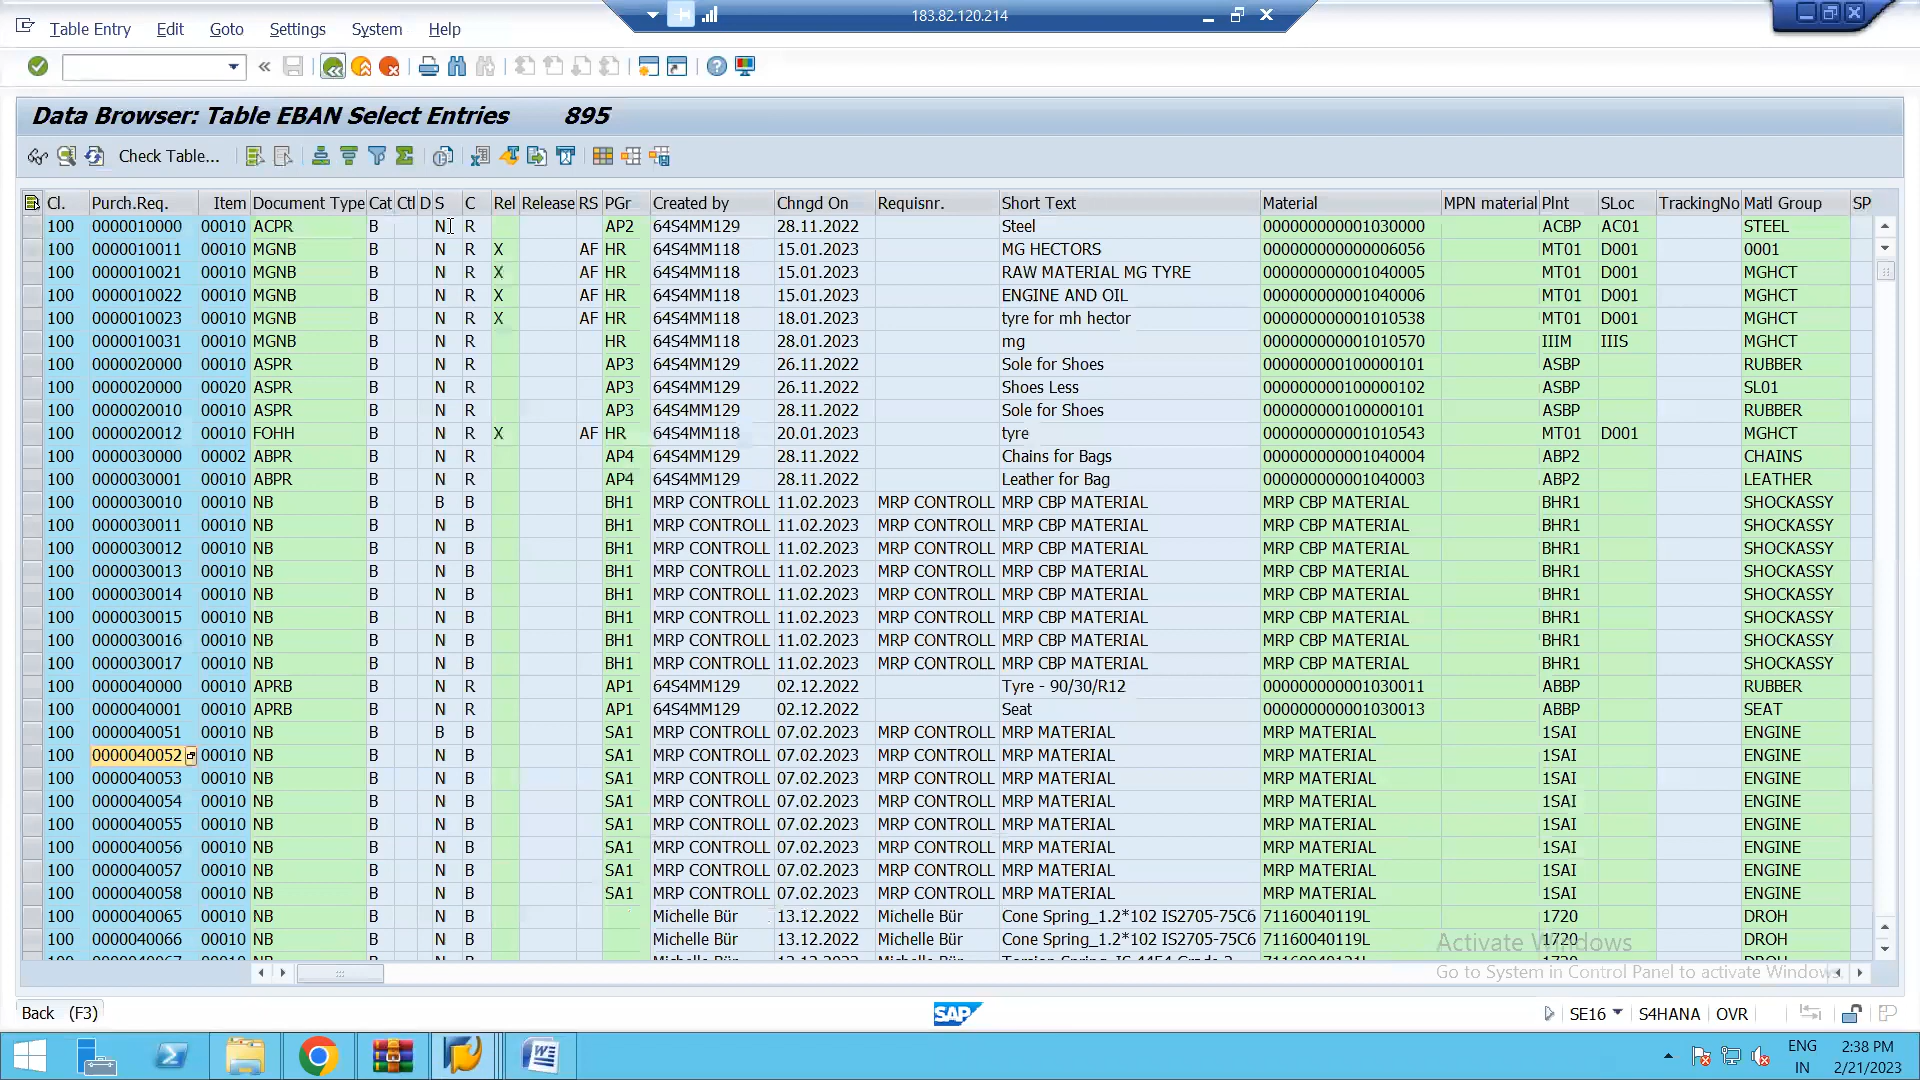 183.82.120.214
Table Entry Edit Goto Settings System Help
Data Browser: Table EBAN Select Entries 895
Check Table...
Cl. Purch.Req. Item Document Type Cat Ctl D S C Rel Release RS PGr Created by Chngd On Requisnr. Short Text Material MPN material Plnt SLoc TrackingNo Matl Group SP
100 0000010000 00010 ACPR B N R AP2 64S4MM129 28.11.2022 Steel 000000000001030000 ACBP AC01 STEEL
100 0000010011 00010 MGNB B N R X AF HR 64S4MM118 15.01.2023 MG HECTORS 000000000000006056 MT01 D001 0001
100 0000010021 00010 MGNB B N R X AF HR 64S4MM118 15.01.2023 RAW MATERIAL MG TYRE 000000000001040005 MT01 D001 MGHCT
100 0000010022 00010 MGNB B N R X AF HR 64S4MM118 15.01.2023 ENGINE AND OIL 000000000001040006 MT01 D001 MGHCT
100 0000010023 00010 MGNB B N R X AF HR 64S4MM118 18.01.2023 tyre for mh hector 000000000001010538 MT01 D001 MGHCT
100 0000010031 00010 MGNB B N R HR 64S4MM118 28.01.2023 mg 000000000001010570 IIIM IIIS MGHCT
100 0000020000 00010 ASPR B N R AP3 64S4MM129 26.11.2022 Sole for Shoes 000000000100000101 ASBP RUBBER
100 0000020000 00020 ASPR B N R AP3 64S4MM129 26.11.2022 Shoes Less 000000000100000102 ASBP SL01
100 0000020010 00010 ASPR B N R AP3 64S4MM129 28.11.2022 Sole for Shoes 000000000100000101 ASBP RUBBER
100 0000020012 00010 FOHH B N R X AF HR 64S4MM118 20.01.2023 tyre 000000000001010543 MT01 D001 MGHCT
100 0000030000 00002 ABPR B N R AP4 64S4MM129 28.11.2022 Chains for Bags 000000000001040004 ABP2 CHAINS
100 0000030001 00010 ABPR B N R AP4 64S4MM129 28.11.2022 Leather for Bag 000000000001040003 ABP2 LEATHER
100 0000030010 00010 NB B B B BH1 MRP CONTROLL 11.02.2023 MRP CONTROLL MRP CBP MATERIAL MRP CBP MATERIAL BHR1 SHOCKASSY
100 0000030011 00010 NB B N B BH1 MRP CONTROLL 11.02.2023 MRP CONTROLL MRP CBP MATERIAL MRP CBP MATERIAL BHR1 SHOCKASSY
100 0000030012 00010 NB B N B BH1 MRP CONTROLL 11.02.2023 MRP CONTROLL MRP CBP MATERIAL MRP CBP MATERIAL BHR1 SHOCKASSY
100 0000030013 00010 NB B N B BH1 MRP CONTROLL 11.02.2023 MRP CONTROLL MRP CBP MATERIAL MRP CBP MATERIAL BHR1 SHOCKASSY
100 0000030014 00010 NB B N B BH1 MRP CONTROLL 11.02.2023 MRP CONTROLL MRP CBP MATERIAL MRP CBP MATERIAL BHR1 SHOCKASSY
100 0000030015 00010 NB B N B BH1 MRP CONTROLL 11.02.2023 MRP CONTROLL MRP CBP MATERIAL MRP CBP MATERIAL BHR1 SHOCKASSY
100 0000030016 00010 NB B N B BH1 MRP CONTROLL 11.02.2023 MRP CONTROLL MRP CBP MATERIAL MRP CBP MATERIAL BHR1 SHOCKASSY
100 0000030017 00010 NB B N B BH1 MRP CONTROLL 11.02.2023 MRP CONTROLL MRP CBP MATERIAL MRP CBP MATERIAL BHR1 SHOCKASSY
100 0000040000 00010 APRB B N R AP1 64S4MM129 02.12.2022 Tyre - 90/30/R12 000000000001030011 ABBP RUBBER
100 0000040001 00010 APRB B N R AP1 64S4MM129 02.12.2022 Seat 000000000001030013 ABBP SEAT
100 0000040051 00010 NB B B B SA1 MRP CONTROLL 07.02.2023 MRP CONTROLL MRP MATERIAL MRP MATERIAL 1SAI ENGINE
100 0000040052 00010 NB B N B SA1 MRP CONTROLL 07.02.2023 MRP CONTROLL MRP MATERIAL MRP MATERIAL 1SAI ENGINE
100 0000040053 00010 NB B N B SA1 MRP CONTROLL 07.02.2023 MRP CONTROLL MRP MATERIAL MRP MATERIAL 1SAI ENGINE
100 0000040054 00010 NB B N B SA1 MRP CONTROLL 07.02.2023 MRP CONTROLL MRP MATERIAL MRP MATERIAL 1SAI ENGINE
100 0000040055 00010 NB B N B SA1 MRP CONTROLL 07.02.2023 MRP CONTROLL MRP MATERIAL MRP MATERIAL 1SAI ENGINE
100 0000040056 00010 NB B N B SA1 MRP CONTROLL 07.02.2023 MRP CONTROLL MRP MATERIAL MRP MATERIAL 1SAI ENGINE
100 0000040057 00010 NB B N B SA1 MRP CONTROLL 07.02.2023 MRP CONTROLL MRP MATERIAL MRP MATERIAL 1SAI ENGINE
100 0000040058 00010 NB B N B SA1 MRP CONTROLL 07.02.2023 MRP CONTROLL MRP MATERIAL MRP MATERIAL 1SAI ENGINE
100 0000040065 00010 NB B N B Michelle Bür 13.12.2022 Michelle Bür Cone Spring_1.2*102 IS2705-75C6 71160040119L 1720 DROH
100 0000040066 00010 NB B N B Michelle Bür 13.12.2022 Michelle Bür Cone Spring_1.2*102 IS2705-75C6 71160040119L 1720 DROH
Activate Windows
Go to System in Control Panel to activate Windows.
Back (F3) SAP SE16 S4HANA OVR
ENG 2:38 PM
IN 2/21/2023